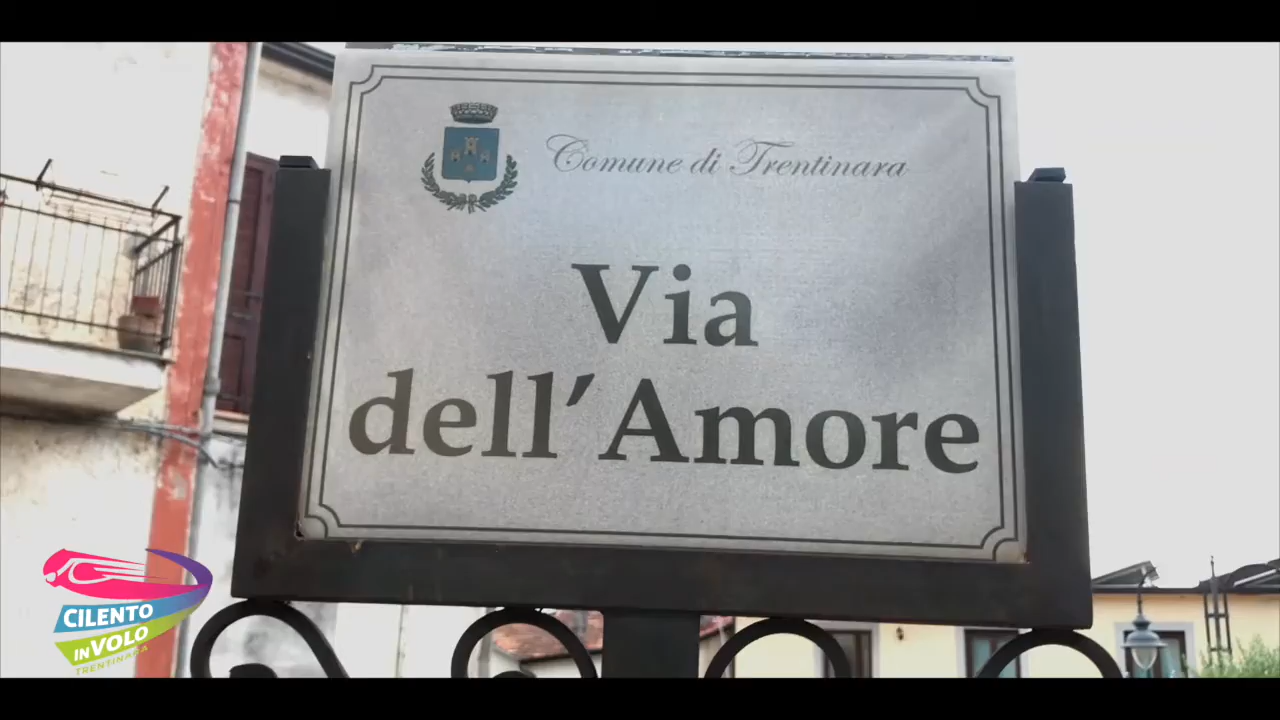 Comune di Trentinara
Via
dell'Amore
CILENTO
INVOLO
TRENTINARA